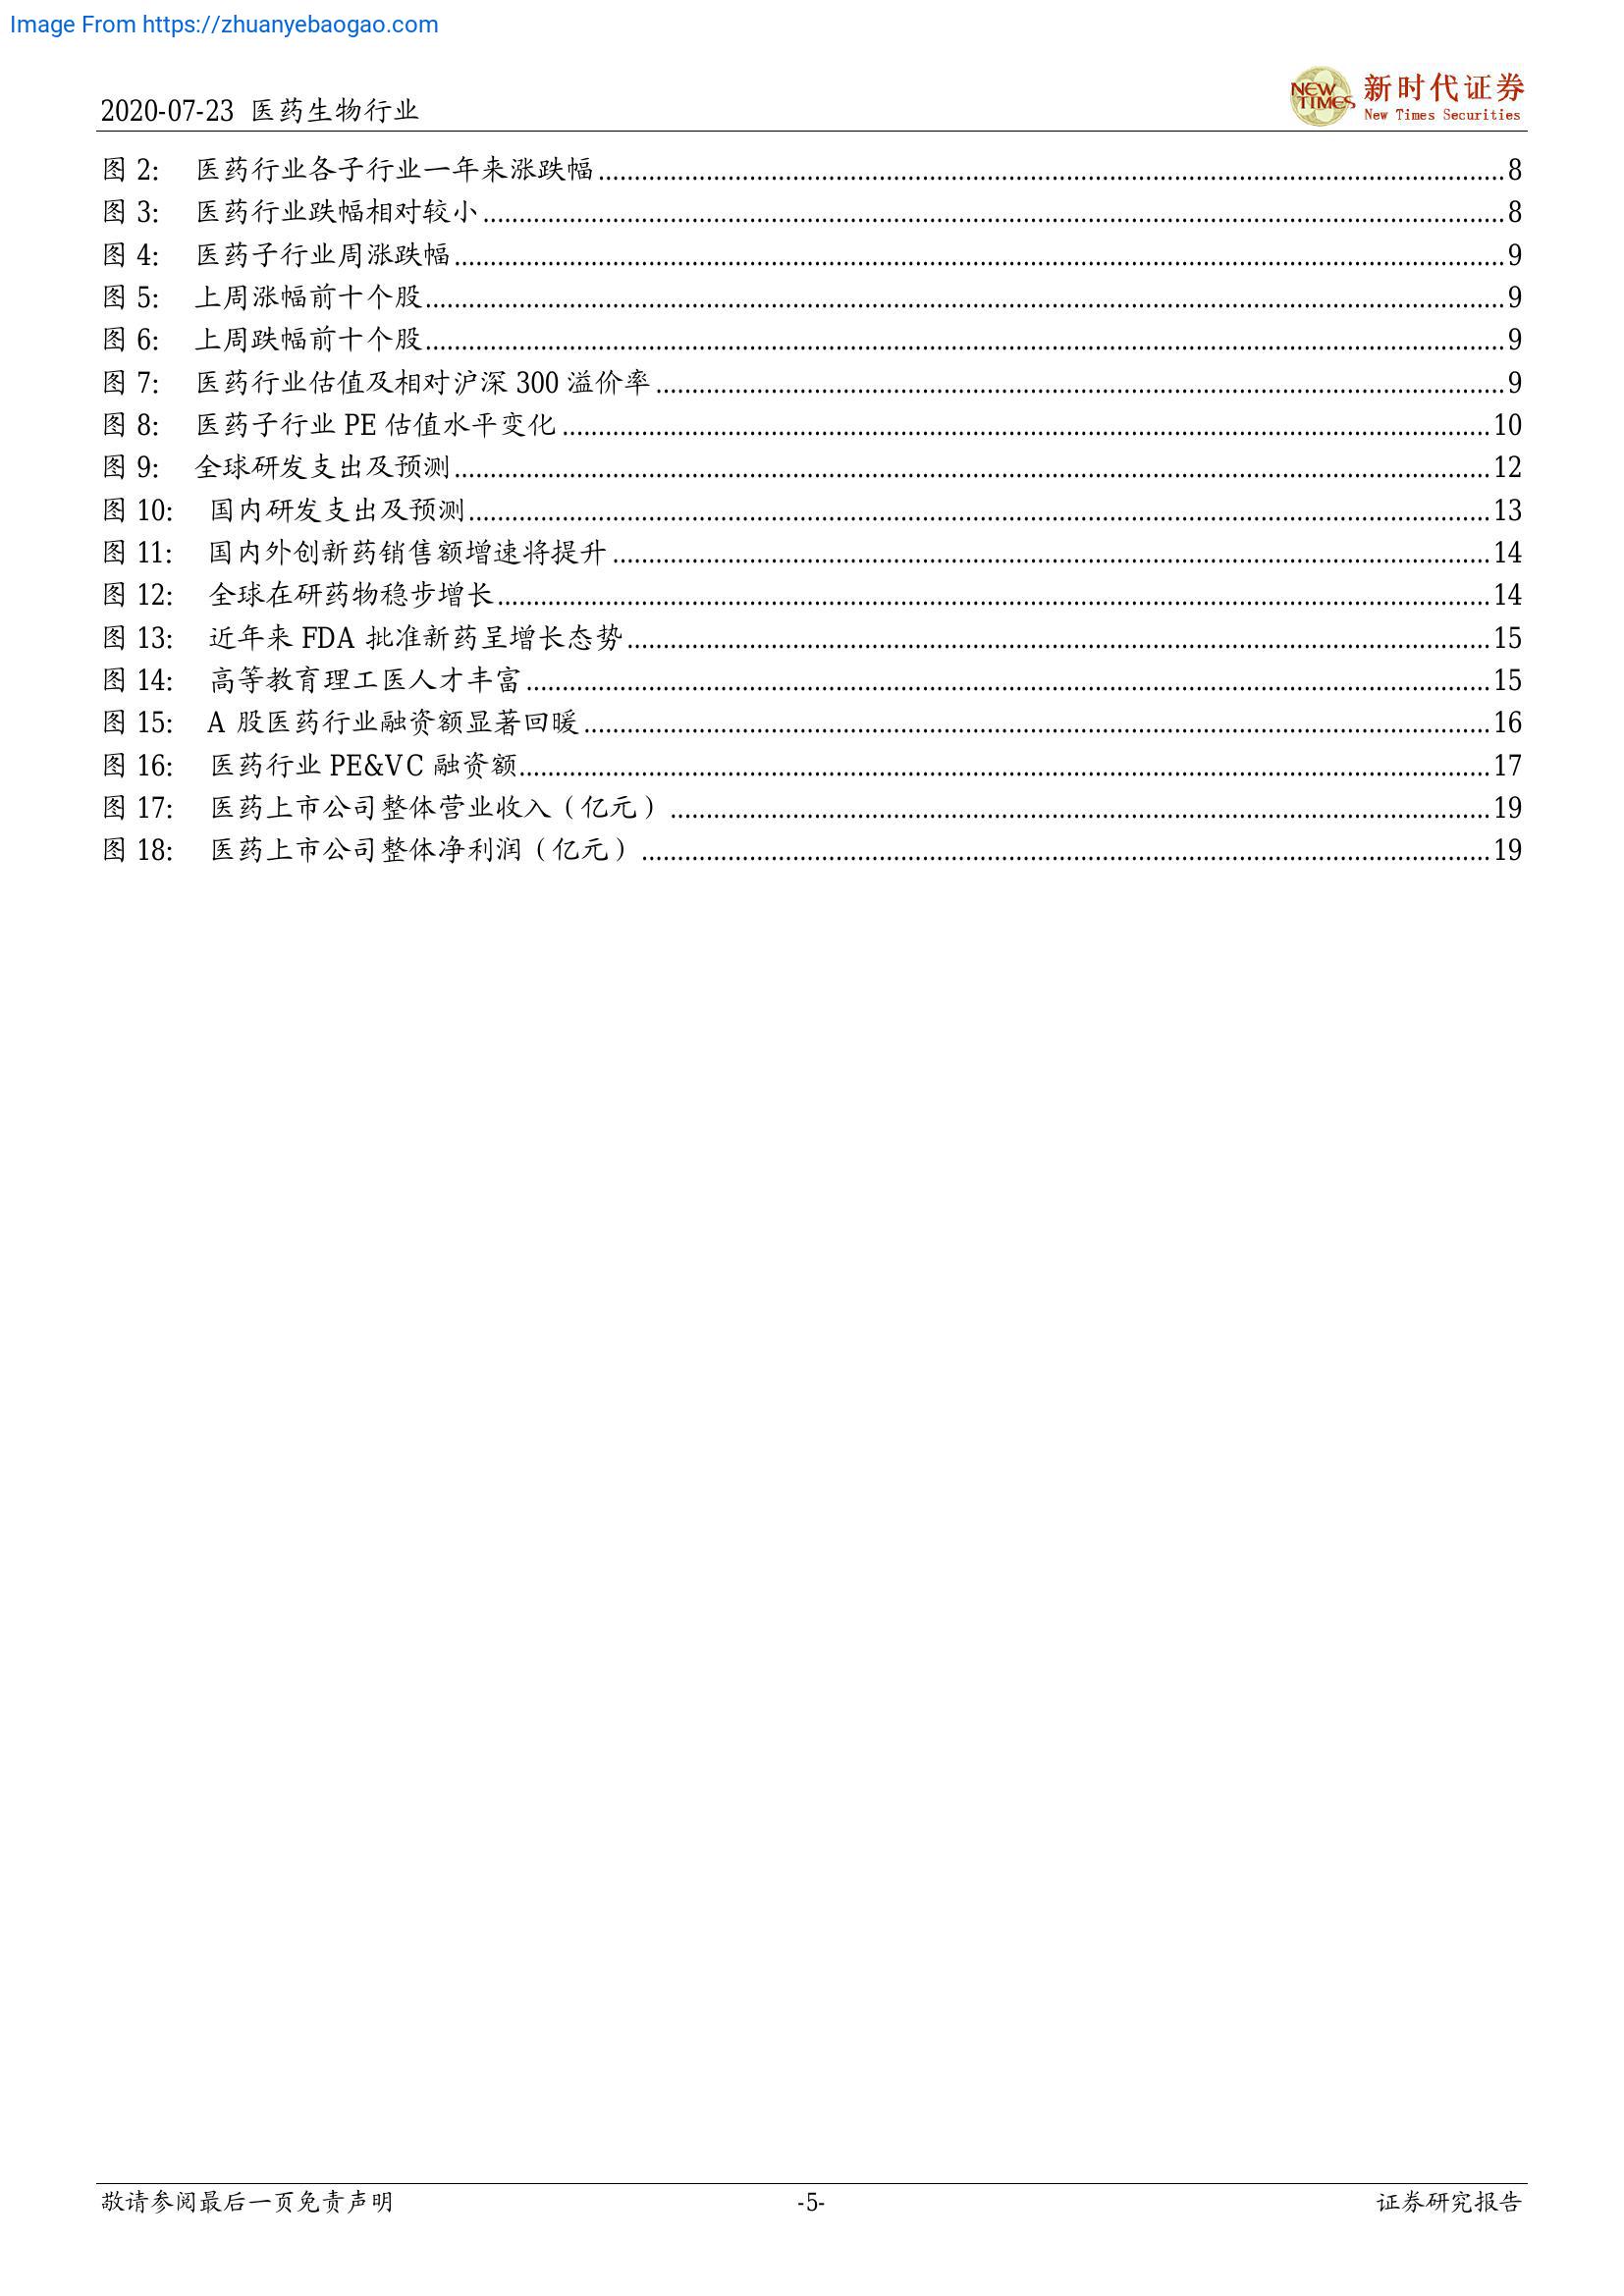 Image From https://zhuanyebaogao.com
2020-07-23 医药生物行业
NEW TIMES 新时代证券
New Times Securities
图 2: 医药行业各子行业一年来涨跌幅 8
图 3: 医药行业跌幅相对较小 8
图 4: 医药子行业周涨跌幅 9
图 5: 上周涨幅前十个股 9
图 6: 上周跌幅前十个股 9
图 7: 医药行业估值及相对沪深 300 溢价率 9
图 8: 医药子行业 PE 估值水平变化 10
图 9: 全球研发支出及预测 12
图 10: 国内研发支出及预测 13
图 11: 国内外创新药销售额增速将提升 14
图 12: 全球在研药物稳步增长 14
图 13: 近年来 FDA 批准新药呈增长态势 15
图 14: 高等教育理工医人才丰富 15
图 15: A 股医药行业融资额显著回暖 16
图 16: 医药行业 PE&VC 融资额 17
图 17: 医药上市公司整体营业收入（亿元） 19
图 18: 医药上市公司整体净利润（亿元） 19
敬请参阅最后一页免责声明 -5- 证券研究报告